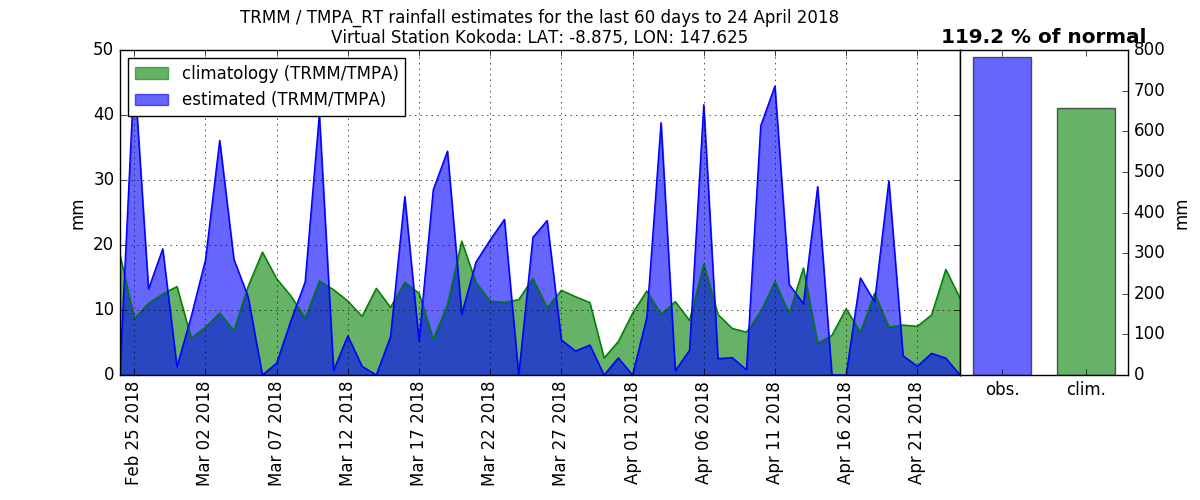 TRMM / TMPA_RT rainfall estimates for the last 60 days to 24 April 2018
Virtual Station Kokoda: LAT: -8.875, LON: 147.625
119.2 % of normal
climatology (TRMM/TMPA)
estimated (TRMM/TMPA)
50
40
30
20
10
0
mm
800
700
600
500
400
300
200
100
0
mm
Feb 25 2018
Mar 02 2018
Mar 07 2018
Mar 12 2018
Mar 17 2018
Mar 22 2018
Mar 27 2018
Apr 01 2018
Apr 06 2018
Apr 11 2018
Apr 16 2018
Apr 21 2018
obs.
clim.